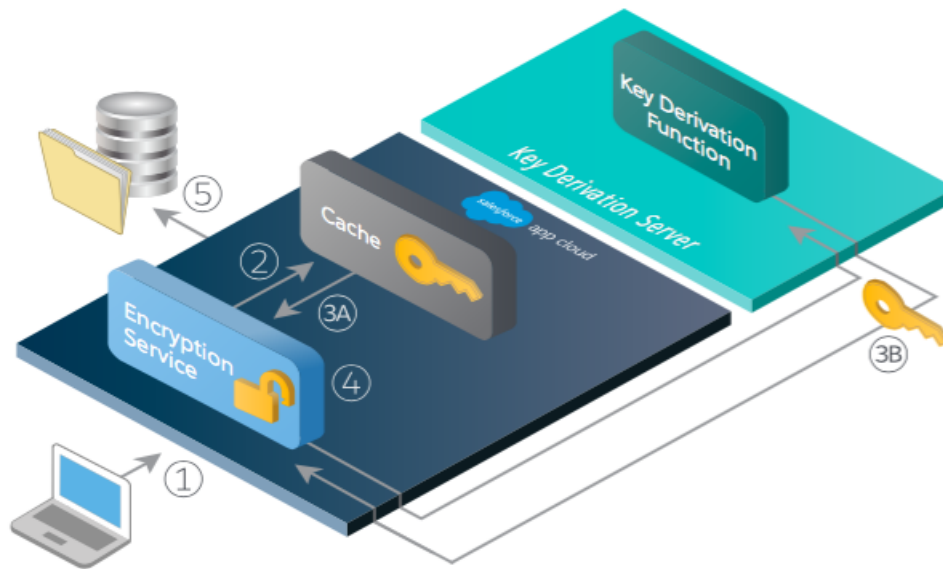 Key Derivation
Function
Key Derivation Server
salesforce
app cloud
Cache
5
2
3A
3B
Encryption
Service
4
1